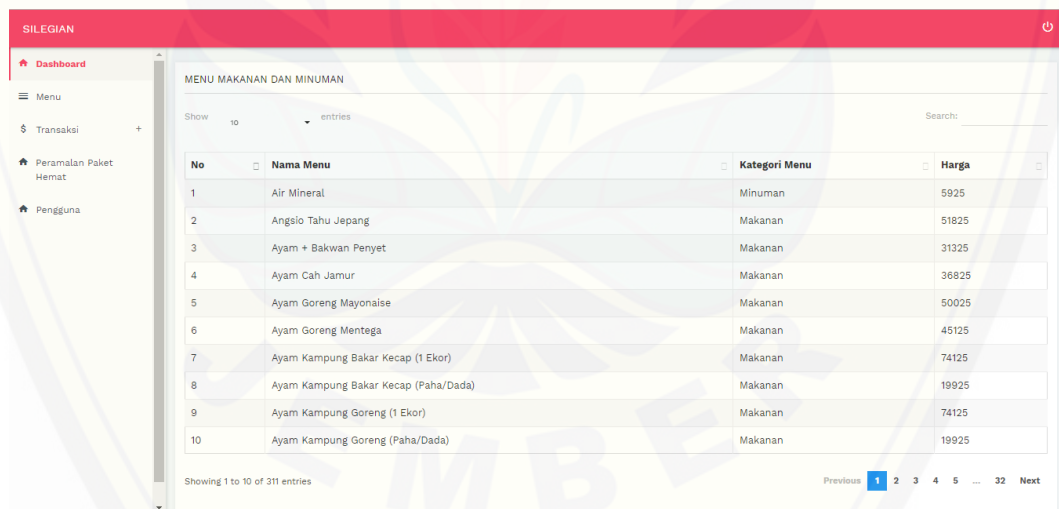 SILEGIAN
Dashboard
Menu
$ Transaksi +
Peramalan Paket
Hemat
Pengguna
MENU MAKANAN DAN MINUMAN
Show 10 entries Search:
No Nama Menu Kategori Menu Harga
1 Air Mineral Minuman 5925
2 Angsio Tahu Jepang Makanan 51825
3 Ayam + Bakwan Penyet Makanan 31325
4 Ayam Cah Jamur Makanan 36825
5 Ayam Goreng Mayonaise Makanan 50025
6 Ayam Goreng Mentega Makanan 45125
7 Ayam Kampung Bakar Kecap (1 Ekor) Makanan 74125
8 Ayam Kampung Bakar Kecap (Paha/Dada) Makanan 19925
9 Ayam Kampung Goreng (1 Ekor) Makanan 74125
10 Ayam Kampung Goreng (Paha/Dada) Makanan 19925
Showing 1 to 10 of 311 entries Previous 1 2 3 4 5 ... 32 Next
JEMBER